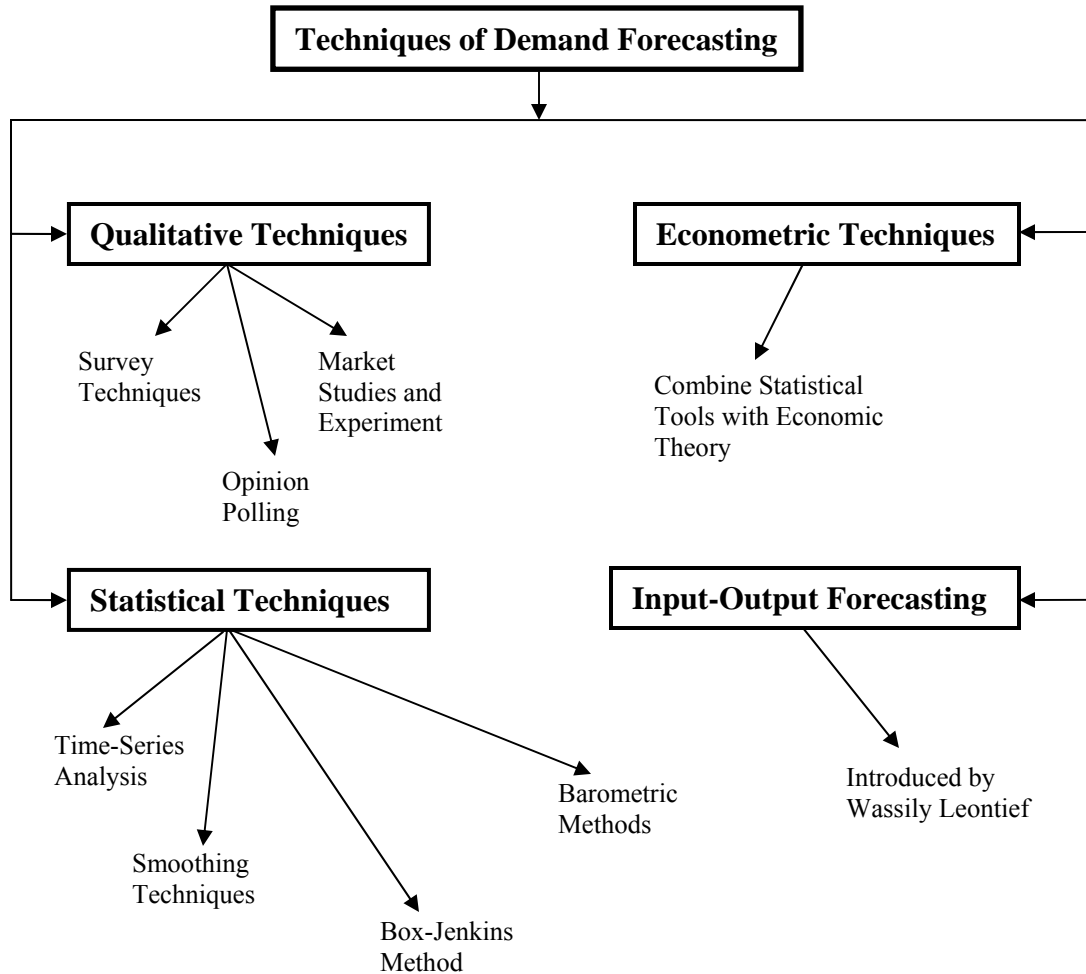 Techniques of Demand Forecasting
Qualitative Techniques
Econometric Techniques
Survey
Techniques
Market
Studies and
Experiment
Opinion
Polling
Combine Statistical
Tools with Economic
Theory
Statistical Techniques
Input-Output Forecasting
Time-Series
Analysis
Smoothing
Techniques
Box-Jenkins
Method
Barometric
Methods
Introduced by
Wassily Leontief